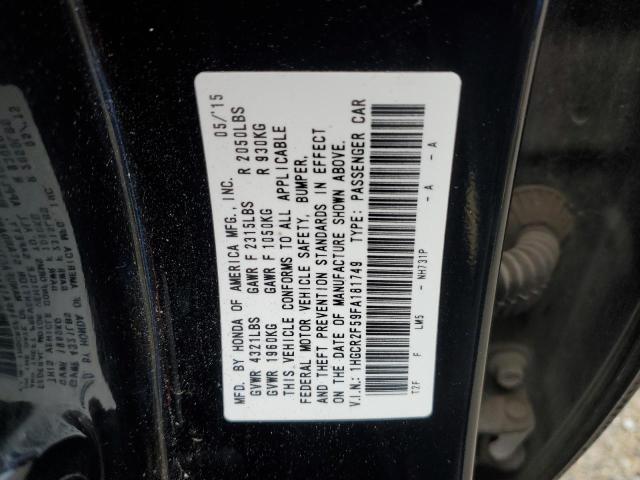 MFD. BY HONDA OF AMERICA MFG., INC. 05/'15
GVWR 4321LBS GAWR F 2315LBS R 2050LBS
GVWR 1960KG GAWR F 1050KG R 930KG
THIS VEHICLE CONFORMS TO ALL APPLICABLE
FEDERAL MOTOR VEHICLE SAFETY, BUMPER,
AND THEFT PREVENTION STANDARDS IN EFFECT
ON THE DATE OF MANUFACTURE SHOWN ABOVE.
V.I.N.: 1HGCR2F59FA181749 TYPE: PASSENGER CAR
T2F F LM5 - NH731P - A - A